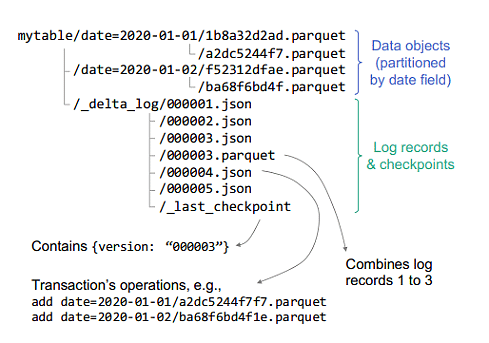 mytable/date=2020-01-01/1b8a32d2ad.parquet
/a2dc5244f7.parquet
/date=2020-01-02/f52312dfae.parquet
/ba68f6bd4f.parquet
/_delta_log/000001.json
/000002.json
/000003.json
/000003.parquet
/000004.json
/000005.json
/_last_checkpoint
Data objects
(partitioned
by date field)
Log records
& checkpoints
Contains {version: “000003”}
Combines log
records 1 to 3
Transaction’s operations, e.g.,
add date=2020-01-01/a2dc5244f7f7.parquet
add date=2020-01-02/ba68f6bd4f1e.parquet